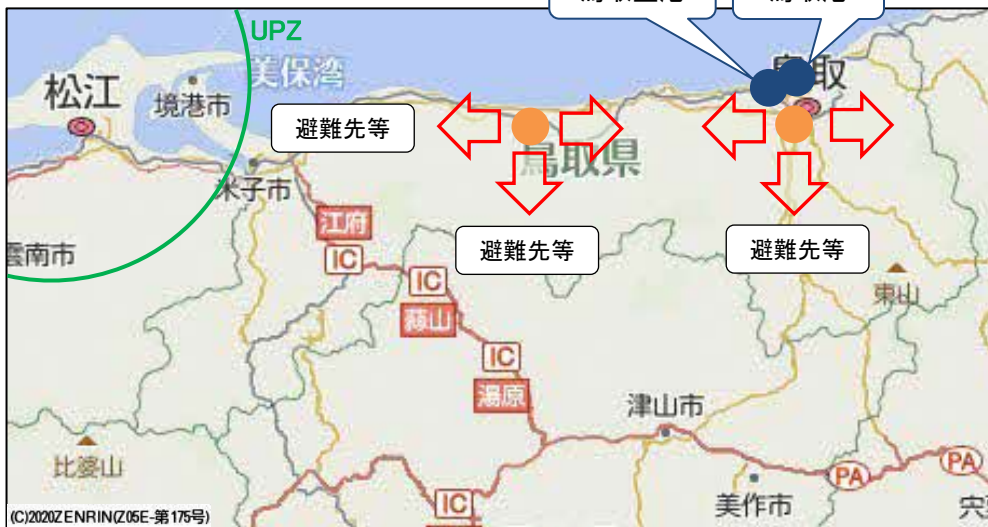 UPZ
美保湾
松江
境港市
鳥取
避難先等
鳥取県
米子市
避難先等
避難先等
江府
IC
雲南市
IC
東山
蒜山
IC
湯原
津山市
比婆山
PA
PA
IC
美作市
(C)2020ZENRIN(Z05E-第175号)